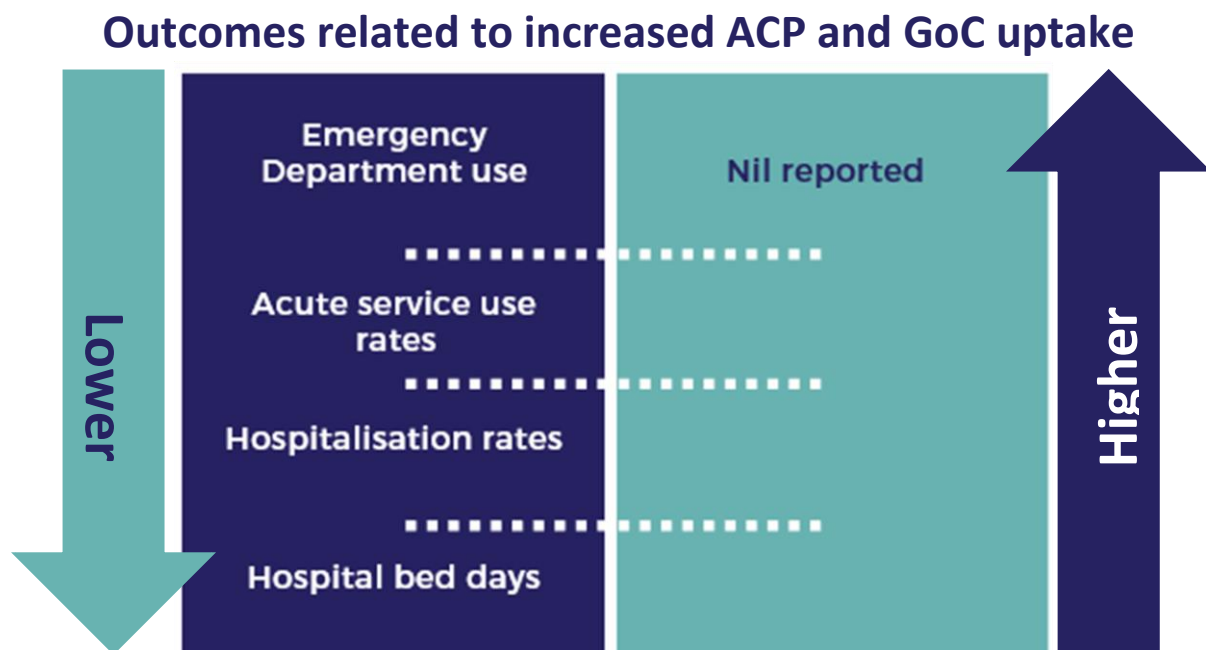 Outcomes related to increased ACP and GoC uptake
Lower
Emergency
Department use
Acute service use
rates
Hospitalisation rates
Hospital bed days
Nil reported
Higher